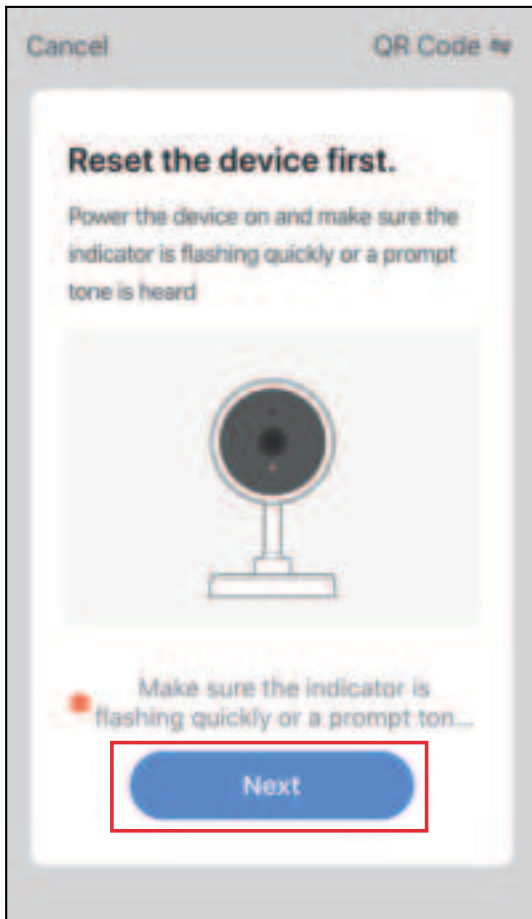 Cancel
QR Code ⇋
Reset the device first.
Power the device on and make sure the
indicator is flashing quickly or a prompt
tone is heard
Make sure the indicator is
flashing quickly or a prompt ton...
Next